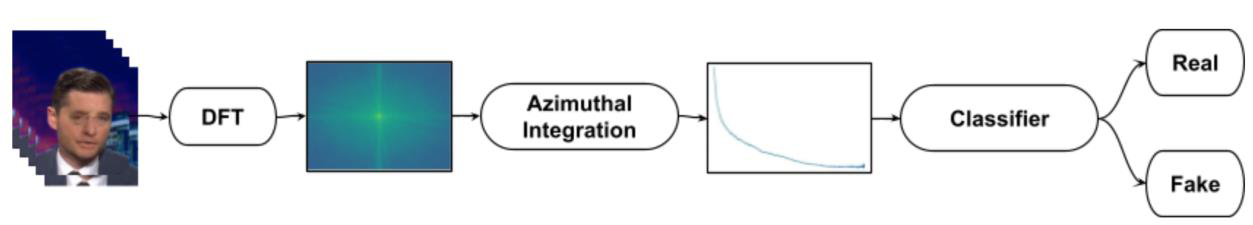 DFT
Azimuthal
Integration
Classifier
Real
Fake